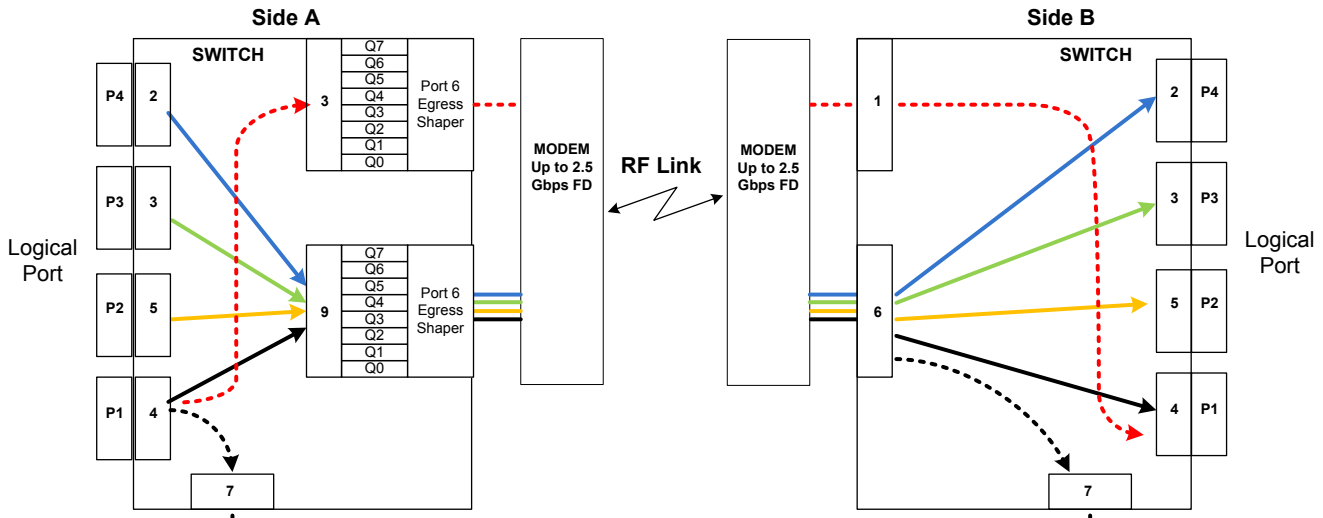 Side A
Side B
SWITCH
SWITCH
P4
2
P3
3
P2
5
P1
4
Logical
Port
3
Q7
Q6
Q5
Q4
Q3
Q2
Q1
Q0
Port 6
Egress
Shaper
9
Q7
Q6
Q5
Q4
Q3
Q2
Q1
Q0
Port 6
Egress
Shaper
7
MODEM
Up to 2.5
Gbps FD
RF Link
MODEM
Up to 2.5
Gbps FD
1
6
2
P4
3
P3
5
P2
4
P1
Logical
Port
7